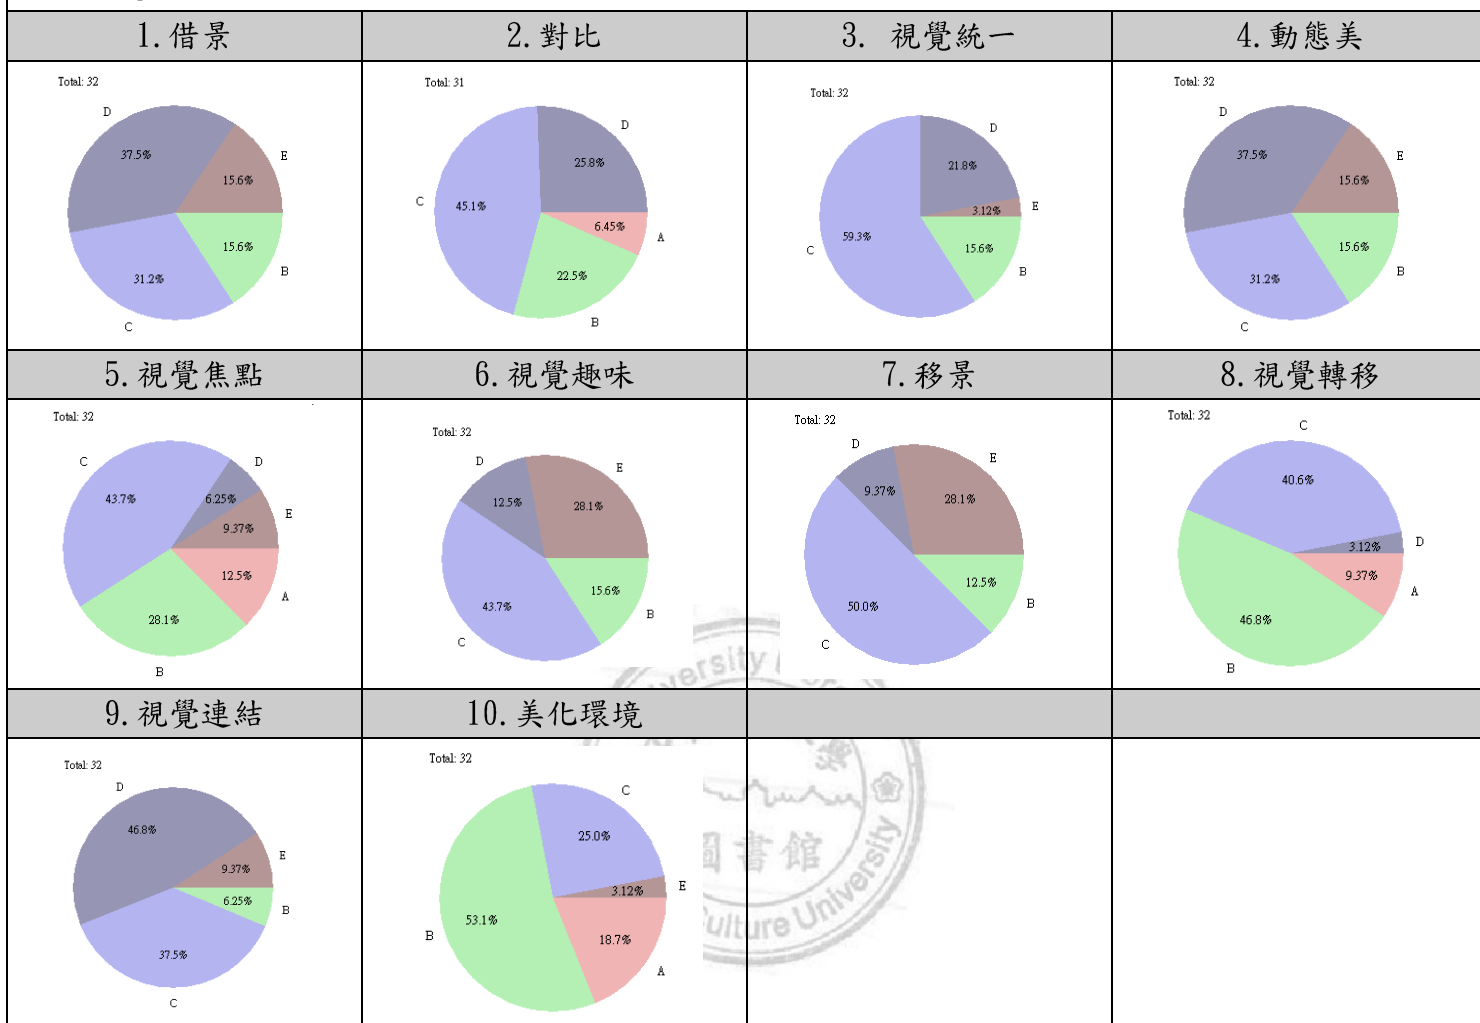 1.借景
2.對比
3. 視覺統一
4.動態美
Total: 32
D
E
37.5%
15.6%
15.6%
31.2%
B
C
Total: 31
D
25.8%
C
45.1%
6.45%
A
22.5%
B
Total: 32
D
21.8%
E
3.12%
59.3%
C
15.6%
B
Total: 32
D
37.5%
E
15.6%
15.6%
31.2%
B
C
5.視覺焦點
6.視覺趣味
7.移景
8.視覺轉移
Total: 32
C
D
43.7%
6.25%
E
9.37%
12.5%
A
28.1%
B
Total: 32
D
E
12.5%
28.1%
15.6%
43.7%
B
C
Total: 32
D
E
9.37%
28.1%
12.5%
50.0%
B
C
Total: 32
C
40.6%
D
3.12%
9.37%
A
46.8%
B
9.視覺連結
10.美化環境
Total: 32
D
46.8%
E
9.37%
6.25%
B
37.5%
C
Total: 32
C
25.0%
E
3.12%
53.1%
B
18.7%
A
圖書館
Culture University